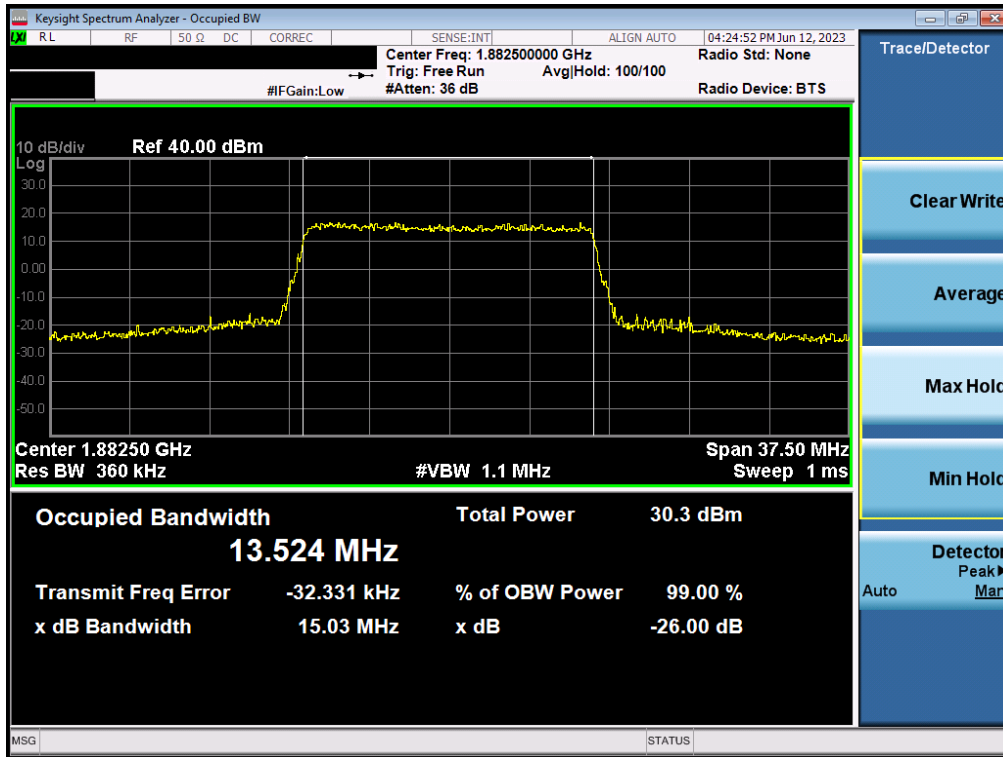 Keysight Spectrum Analyzer - Occupied BW
LXI RL RF 50 Ω DC CORREC SENSE:INT ALIGN AUTO 04:24:52 PM Jun 12, 2023
Center Freq: 1.882500000 GHz Radio Std: None
Trig: Free Run Avg|Hold: 100/100
#IFGain:Low #Atten: 36 dB Radio Device: BTS
Trace/Detector
10 dB/div Ref 40.00 dBm
Log
30.0
20.0
10.0
0.00
-10.0
-20.0
-30.0
-40.0
-50.0
Center 1.88250 GHz Span 37.50 MHz
Res BW 360 kHz #VBW 1.1 MHz Sweep 1 ms
Occupied Bandwidth Total Power 30.3 dBm
13.524 MHz
Transmit Freq Error -32.331 kHz % of OBW Power 99.00 %
x dB Bandwidth 15.03 MHz x dB -26.00 dB
Clear Write
Average
Max Hold
Min Hold
Detector
Peak
Auto Man
MSG STATUS